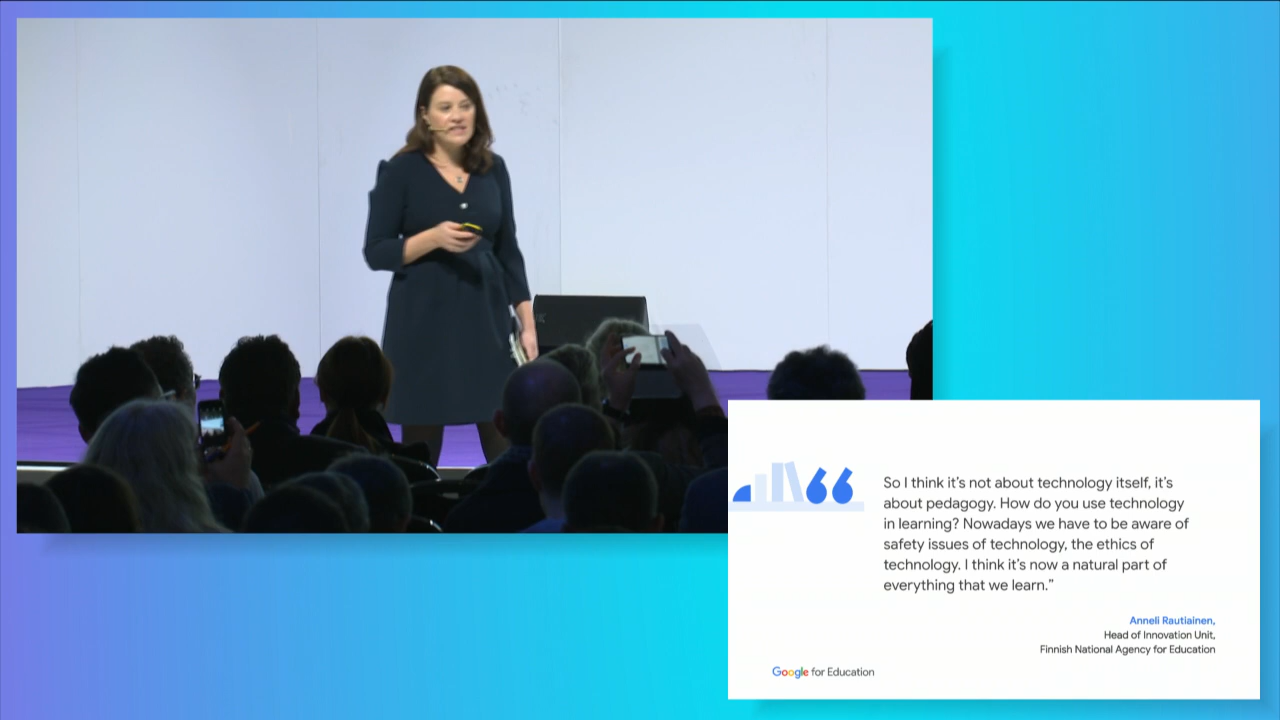 So I think it’s not about technology itself, it’s
about pedagogy. How do you use technology
in learning? Nowadays we have to be aware of
safety issues of technology, the ethics of
technology. I think it’s now a natural part of
everything that we learn.”
Anneli Rautiainen,
Head of Innovation Unit,
Finnish National Agency for Education
Google for Education